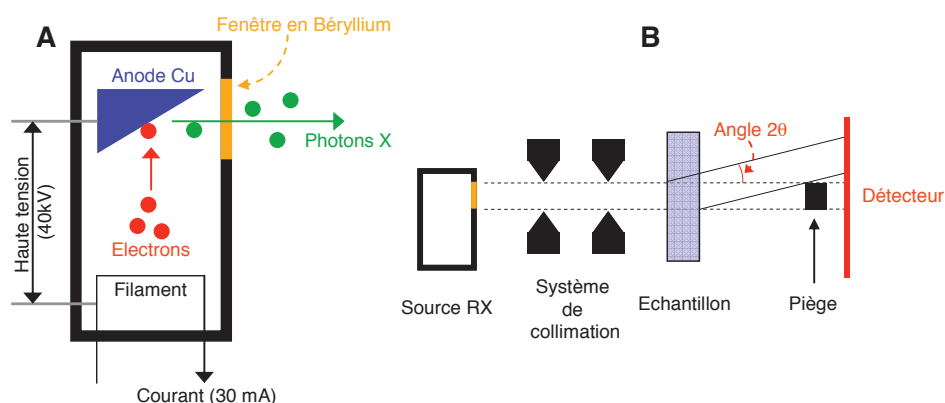 A
Fenêtre en Béryllium
Anode Cu
Photons X
Haute tension
(40kV)
Electrons
Filament
Courant (30 mA)
B
Angle 2θ
Détecteur
Source RX
Système
de
collimation
Echantillon
Piège